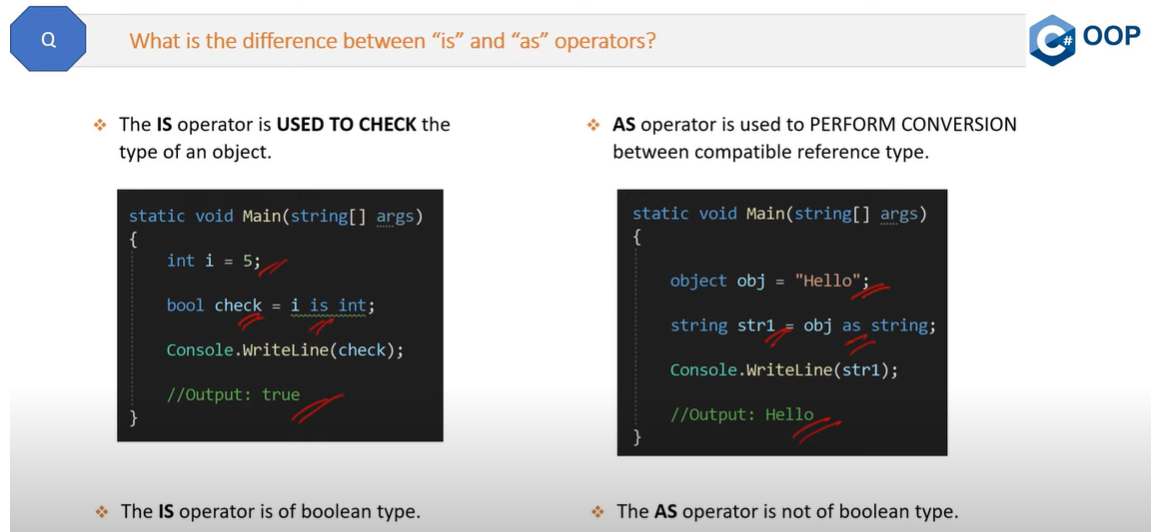 Q
What is the difference between “is” and “as” operators?
C# OOP
❖ The IS operator is USED TO CHECK the
type of an object.
static void Main(string[] args)
{
int i = 5;
bool check = i is int;
Console.WriteLine(check);
//Output: true
}
❖ The IS operator is of boolean type.
❖ AS operator is used to PERFORM CONVERSION
between compatible reference type.
static void Main(string[] args)
{
object obj = "Hello";
string str1 = obj as string;
Console.WriteLine(str1);
//Output: Hello
}
❖ The AS operator is not of boolean type.